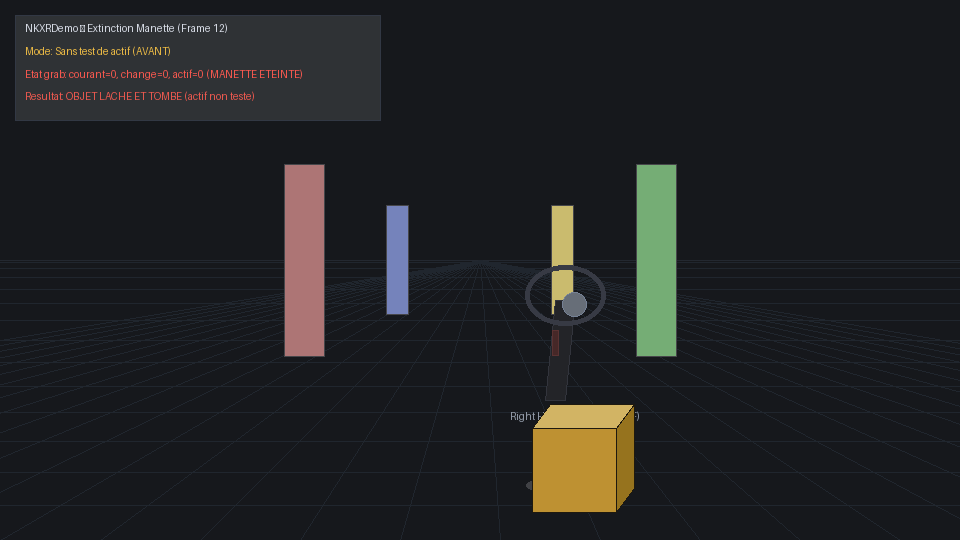 NKXRDemo▯ Extinction Manette (Frame 12)
Mode: Sans test de actif (AVANT)
Etat grab: courant=0, change=0, actif=0 (MANETTE ETEINTE)
Resultat: OBJET LACHE ET TOMBE (actif non teste)
Right